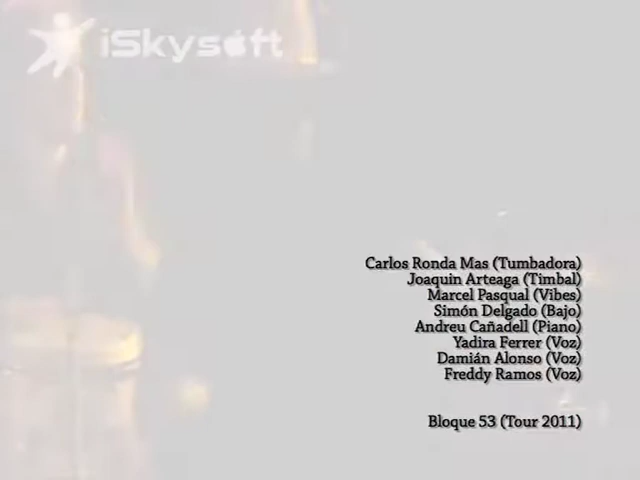 iSkysoft
Carlos Ronda Mas (Tumbadora)
Joaquin Arteaga (Timbal)
Marcel Pasqual (Vibes)
Simón Delgado (Bajo)
Andreu Cañadell (Piano)
Yadira Ferrer (Voz)
Damián Alonso (Voz)
Freddy Ramos (Voz)
Bloque 53 (Tour 2011)